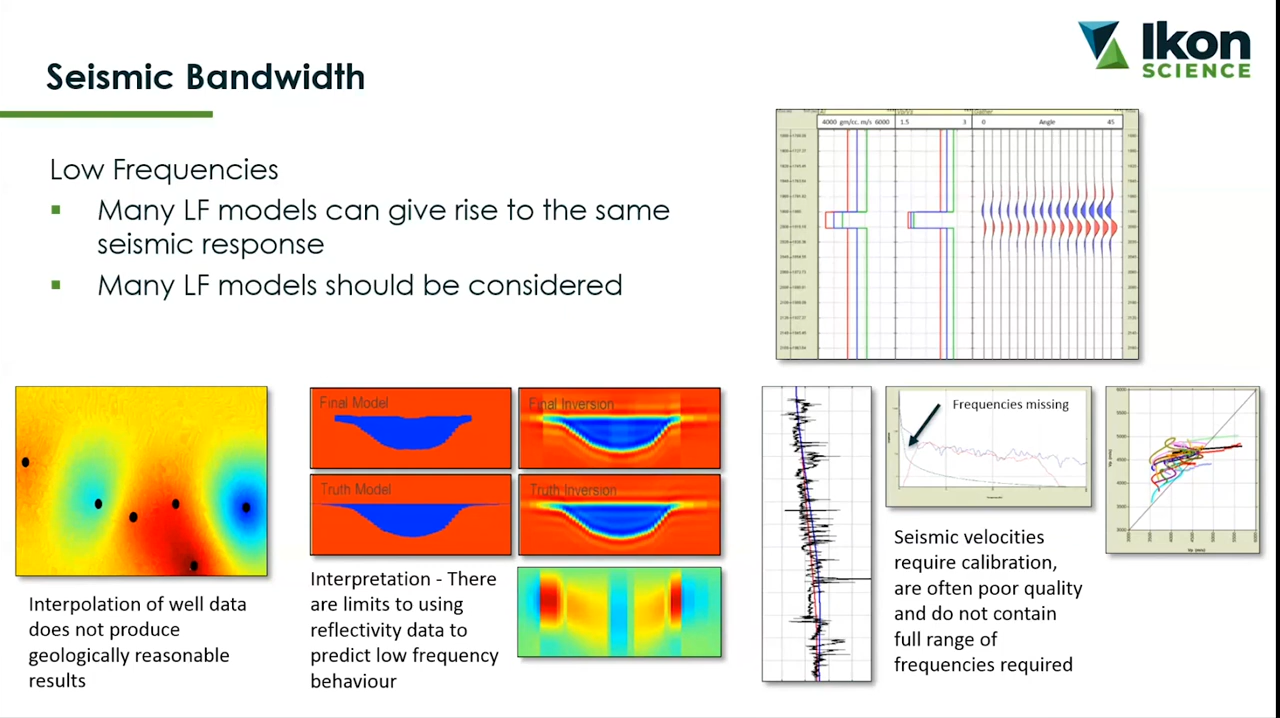 Ikon
SCIENCE
Seismic Bandwidth
Low Frequencies
Many LF models can give rise to the same
seismic response
Many LF models should be considered
4000 gm/cc. m/s 6000
1.5 3
0 Angle 45
Final Model
Final Inversion
Truth Model
Truth Inversion
Frequencies missing
Interpolation of well data
does not produce
geologically reasonable
results
Interpretation - There
are limits to using
reflectivity data to
predict low frequency
behaviour
Seismic velocities
require calibration,
are often poor quality
and do not contain
full range of
frequencies required